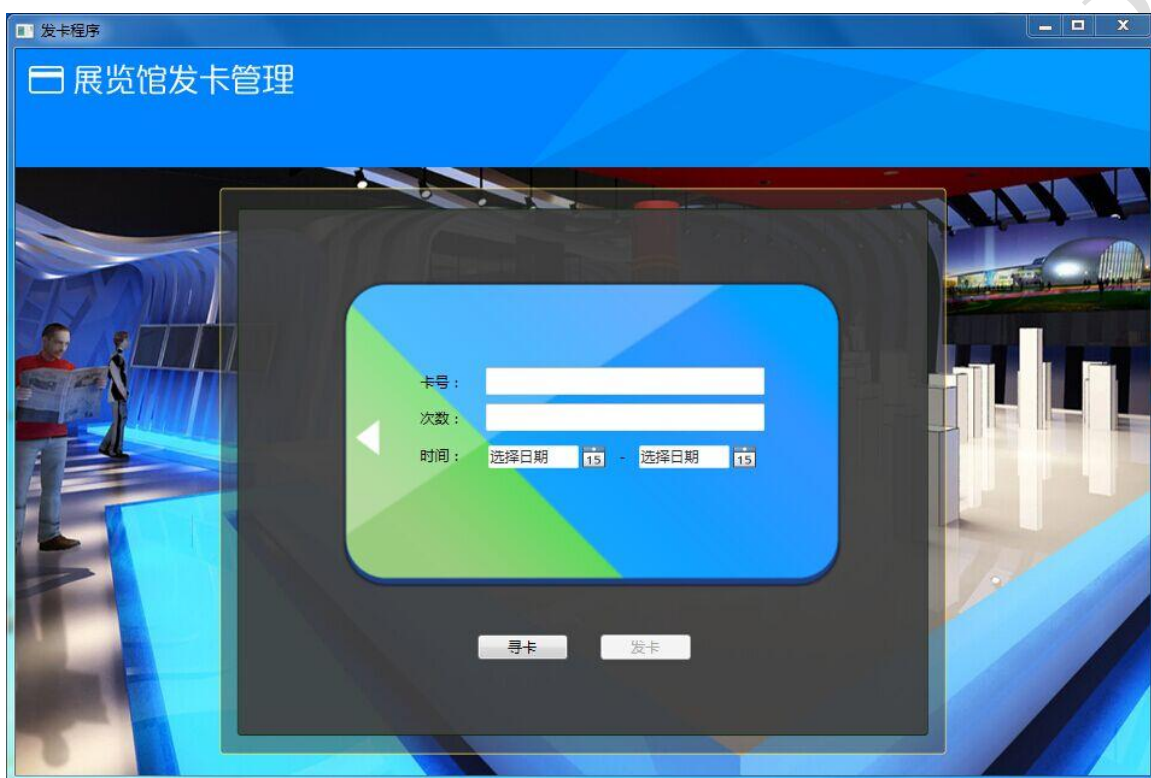 发卡程序
展览馆发卡管理
卡号：
次数：
时间： 选择日期 15 - 选择日期 15
寻卡 发卡